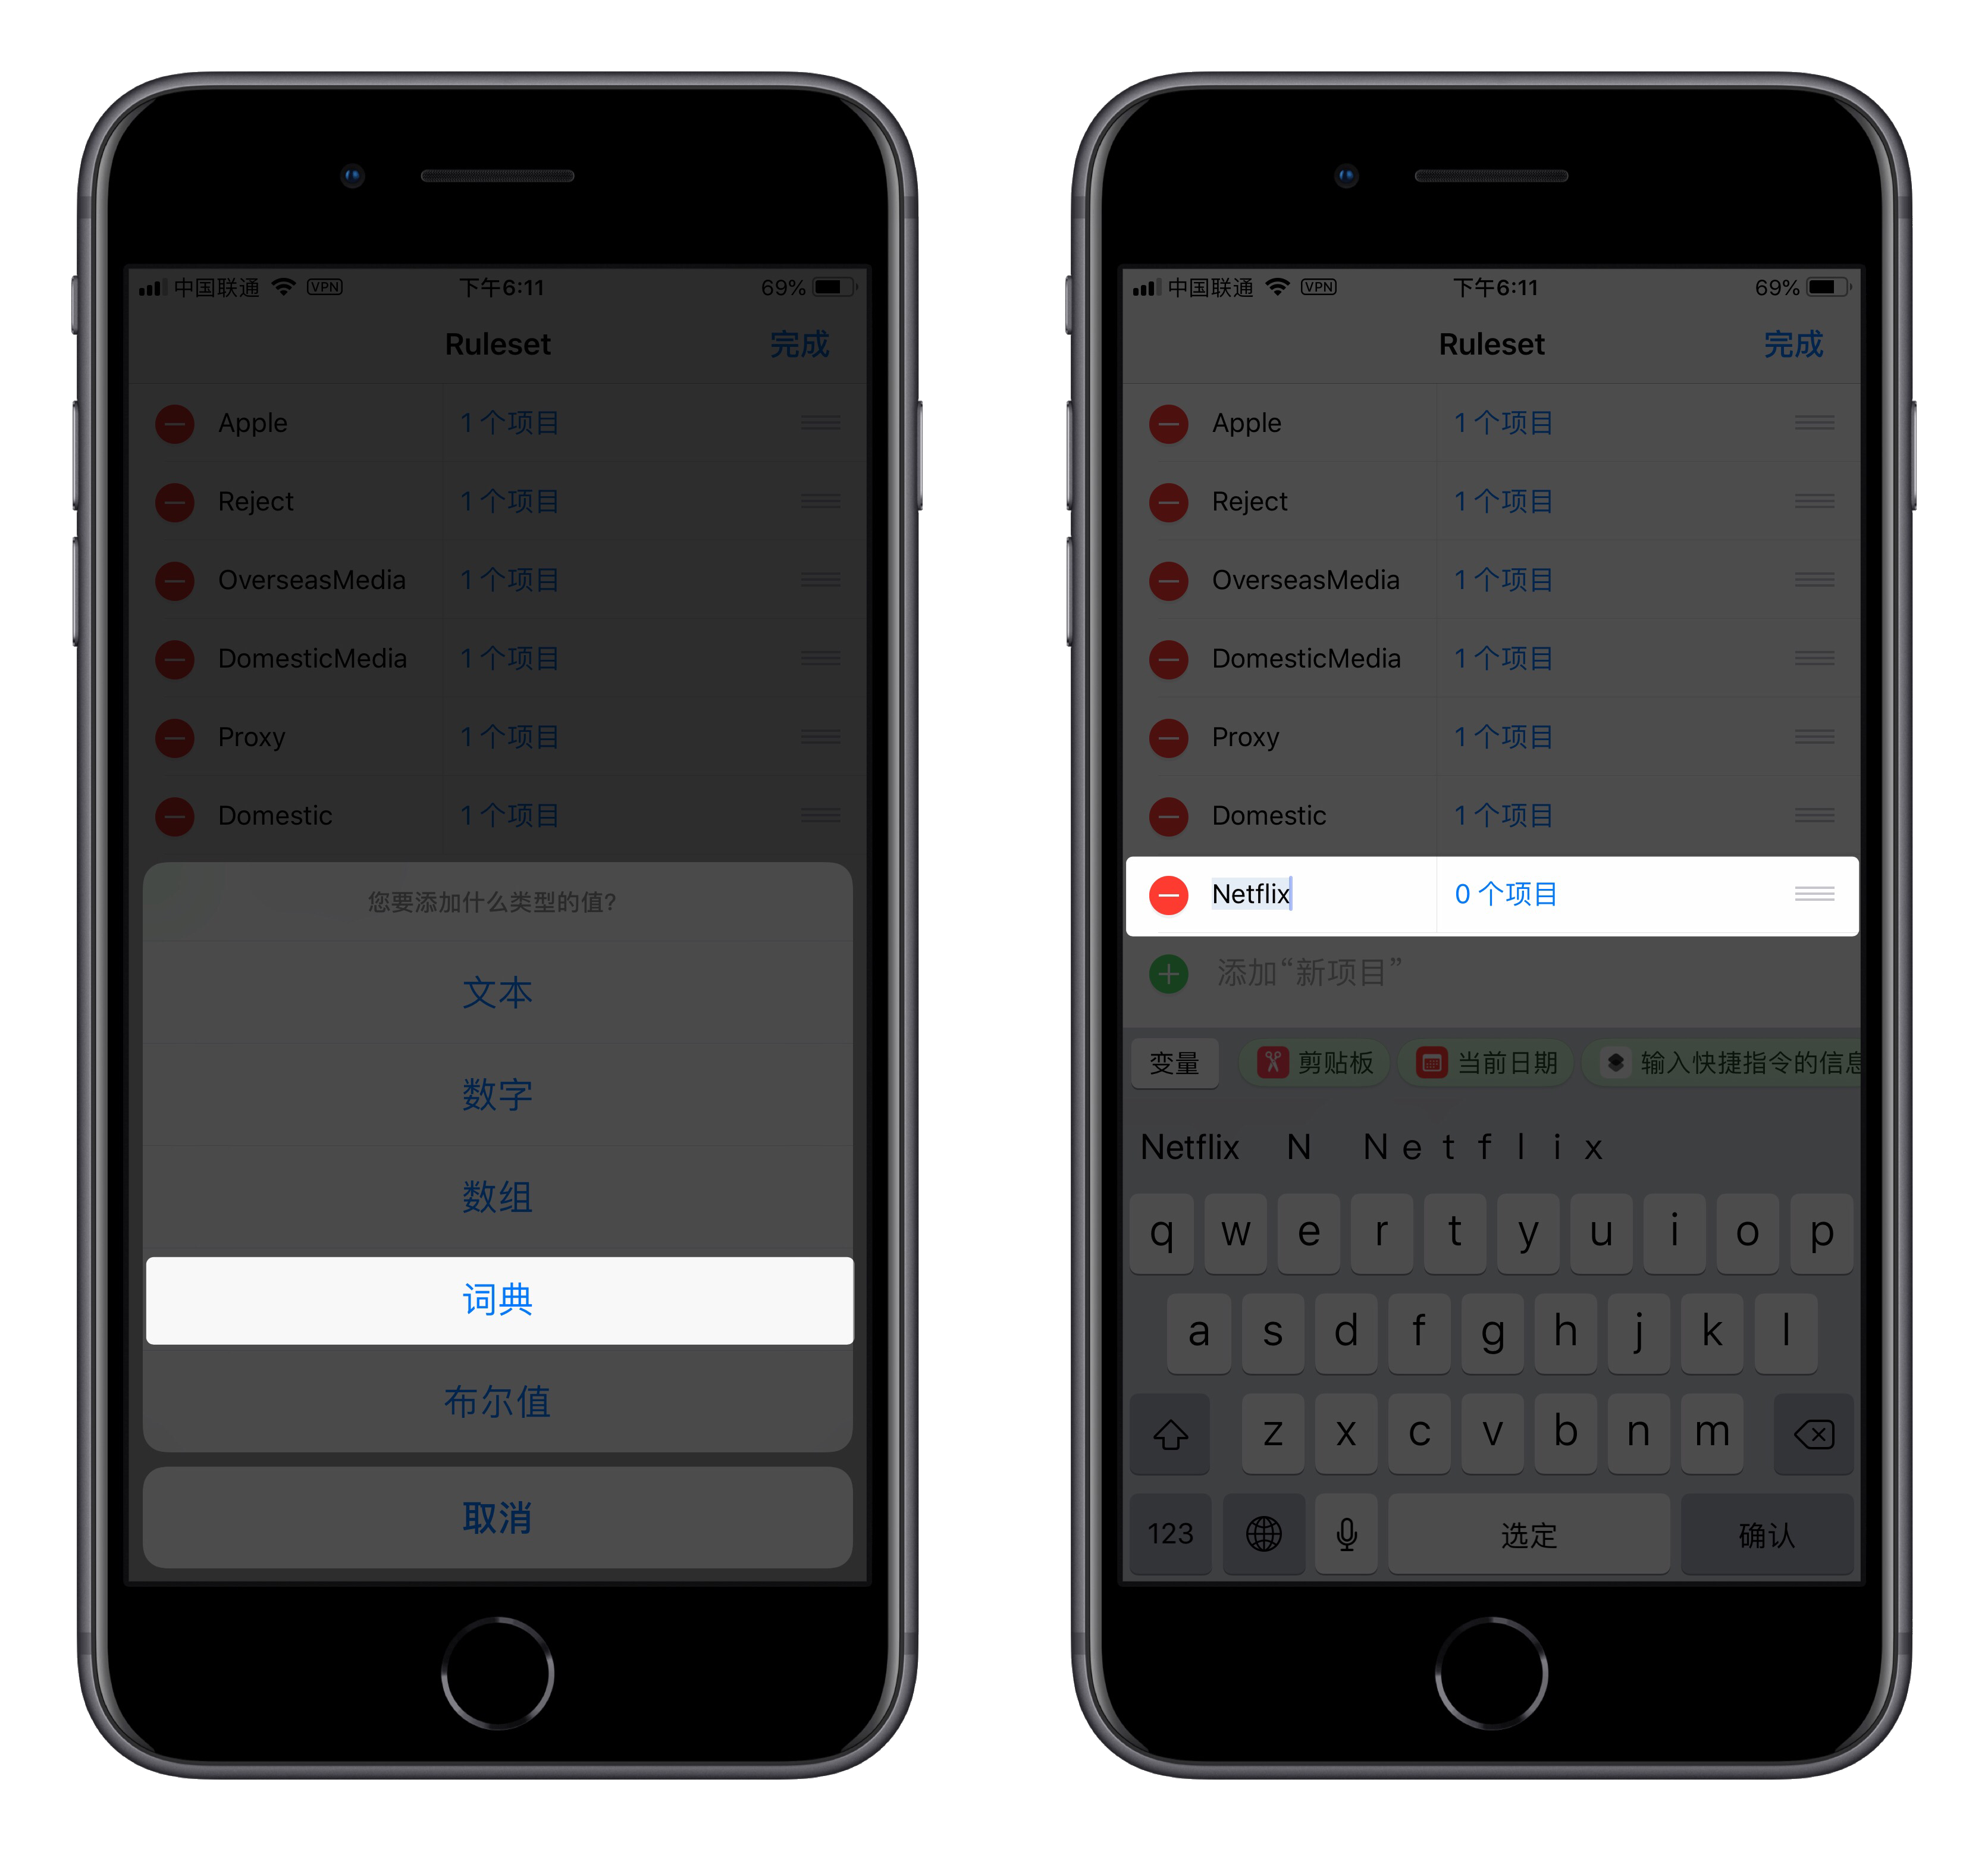 中国联通 VPN 下午6:11 69%
Ruleset 完成
Apple 1 个项目
Reject 1 个项目
OverseasMedia 1 个项目
DomesticMedia 1 个项目
Proxy 1 个项目
Domestic 1 个项目
您要添加什么类型的值?
文本
数字
数组
词典
布尔值
取消
中国联通 VPN 下午6:11 69%
Ruleset 完成
Apple 1 个项目
Reject 1 个项目
OverseasMedia 1 个项目
DomesticMedia 1 个项目
Proxy 1 个项目
Domestic 1 个项目
Netflix 0 个项目
添加“新项目”
变量 剪贴板 当前日期 输入快捷指令的信息
Netflix N N e t f l i x
q w e r t y u i o p
a s d f g h j k l
z x c v b n m
123 选定 确认